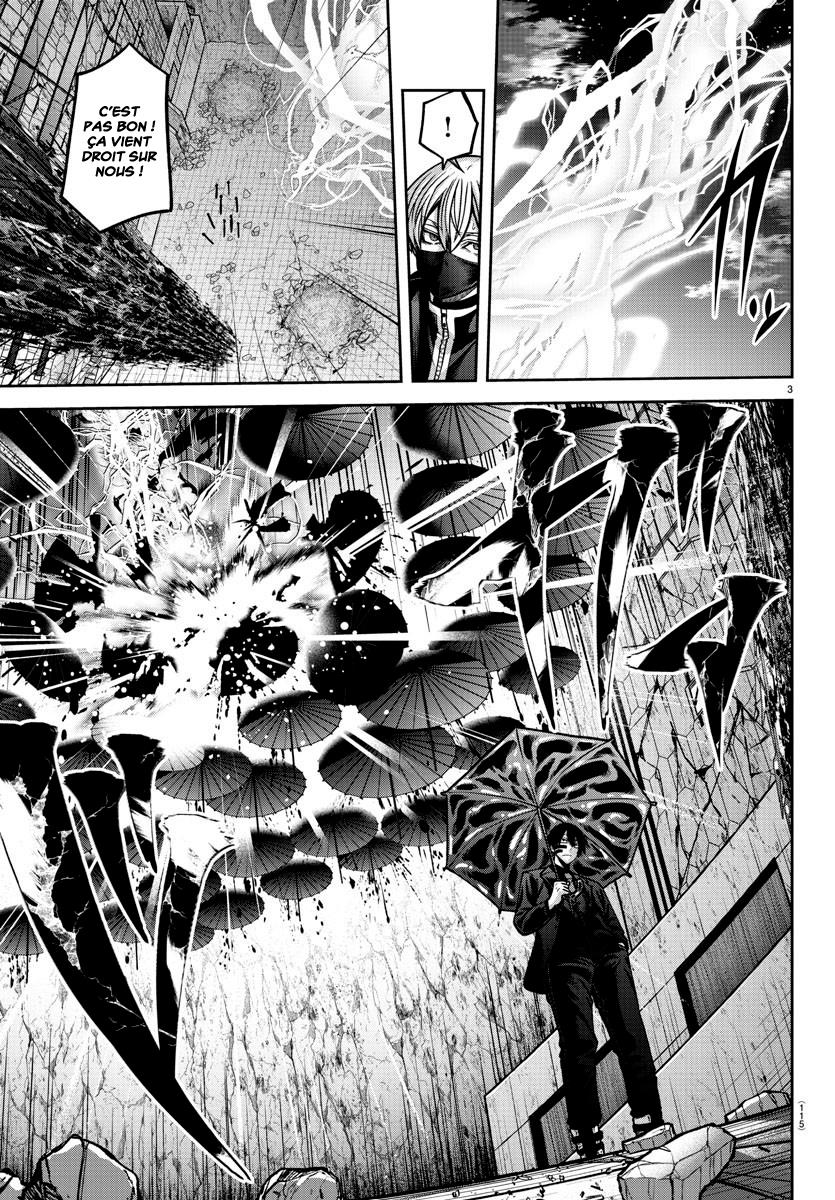 !
C'EST
PAS BON !
ÇA VIENT
DROIT SUR
NOUS !
3
(115)